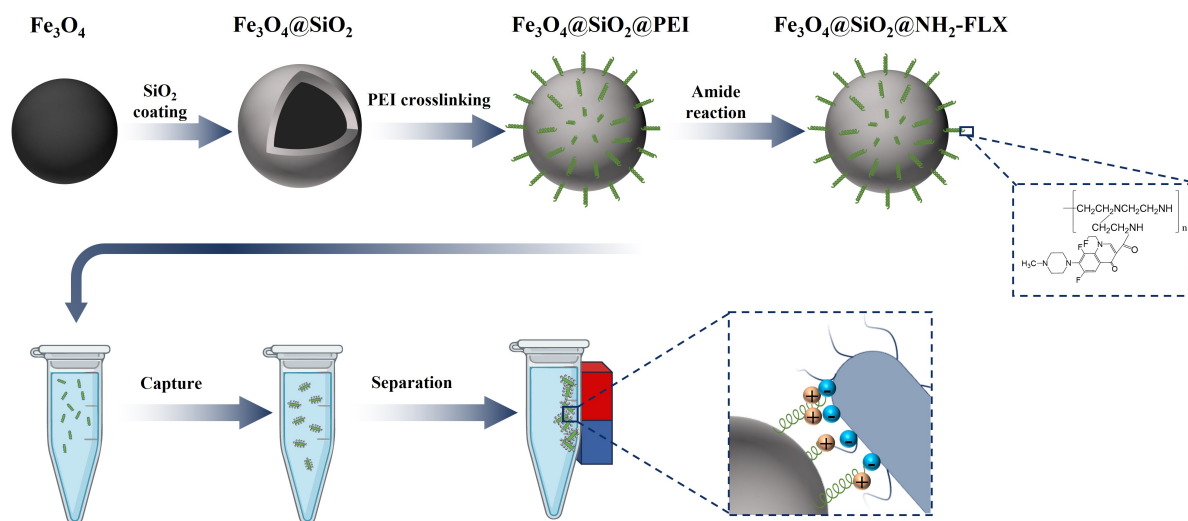 Fe₃O₄
Fe₃O₄@SiO₂
Fe₃O₄@SiO₂@PEI
Fe₃O₄@SiO₂@NH₂-FLX
SiO₂
coating
PEI crosslinking
Amide
reaction
CH₂CH₂NCH₂CH₂NH
n
CH₂CH₂NH
F
F
N
O
H₃C
N
N
O
F
Capture
Separation
+
-
+
-
+
-
+
-